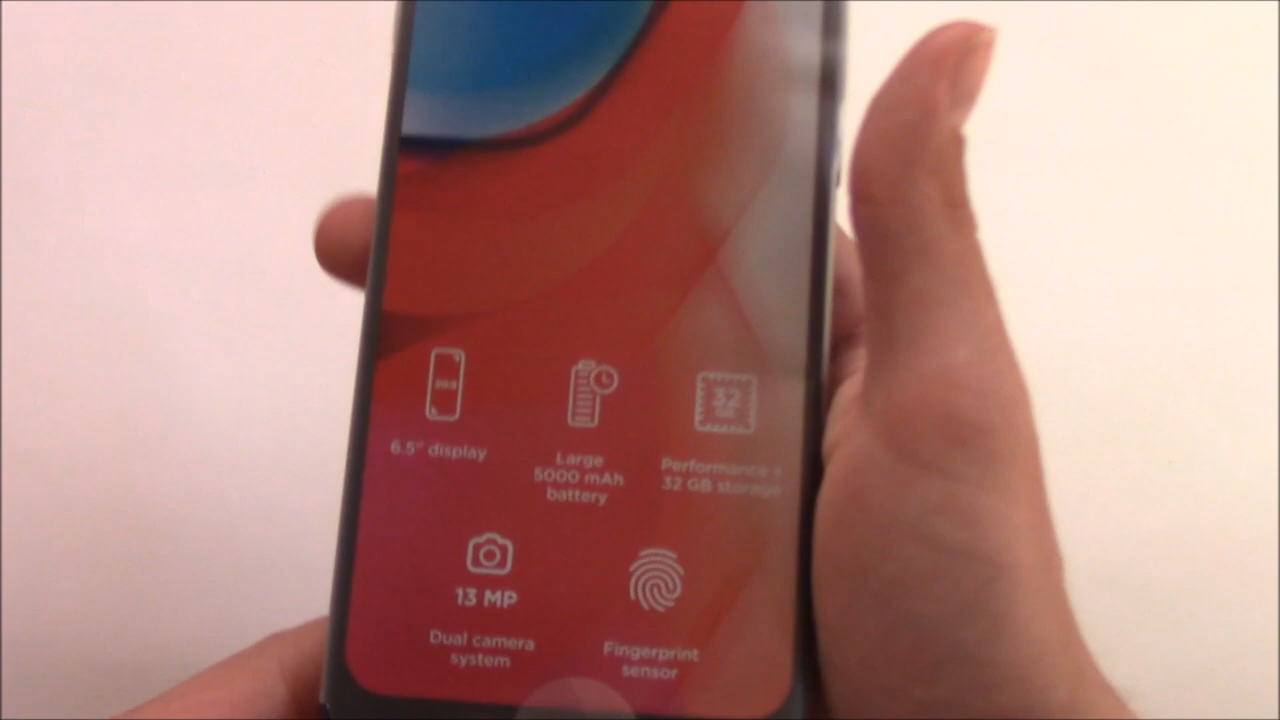 6.5" display
Large
5000 mAh
battery
Performance +
32 GB storage
13 MP
Dual camera
system
Fingerprint
sensor